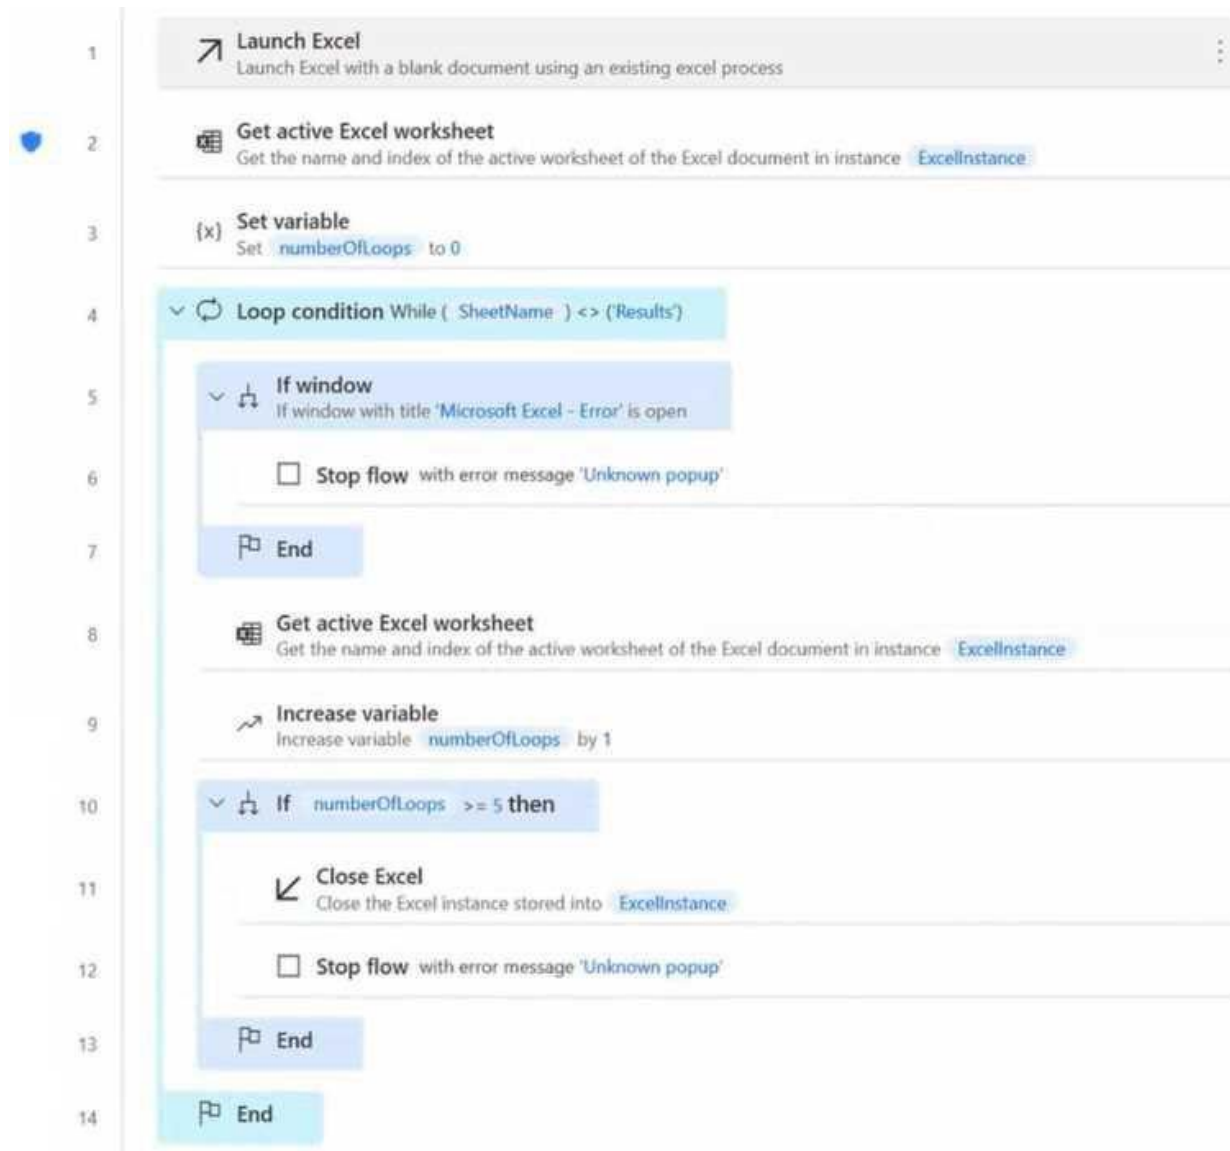 1
Launch Excel
Launch Excel with a blank document using an existing excel process
2
Get active Excel worksheet
Get the name and index of the active worksheet of the Excel document in instance ExcelInstance
3
{x} Set variable
Set numberOfLoops to 0
4
Loop condition While ( SheetName ) <> ('Results')
5
If window
If window with title 'Microsoft Excel - Error' is open
6
Stop flow with error message 'Unknown popup'
7
End
8
Get active Excel worksheet
Get the name and index of the active worksheet of the Excel document in instance ExcelInstance
9
Increase variable
Increase variable numberOfLoops by 1
10
If numberOfLoops >= 5 then
11
Close Excel
Close the Excel instance stored into ExcelInstance
12
Stop flow with error message 'Unknown popup'
13
End
14
End